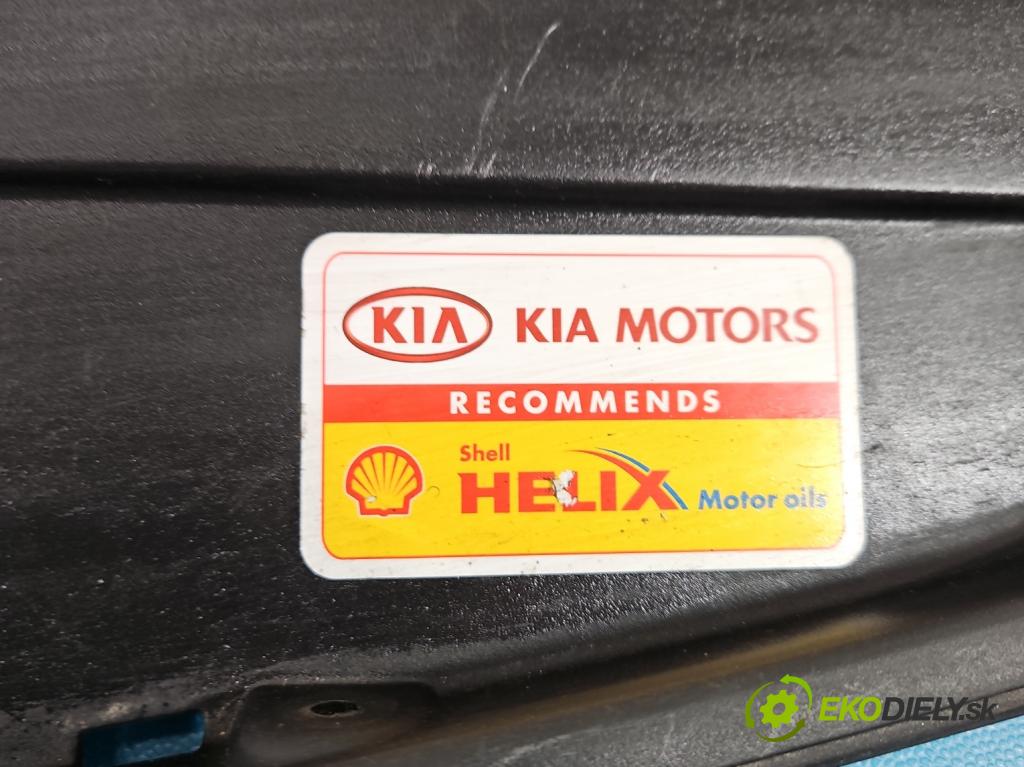 KIA KIA MOTORS
RECOMMENDS
Shell
HELIX Motor oils
EKODIELY.sk